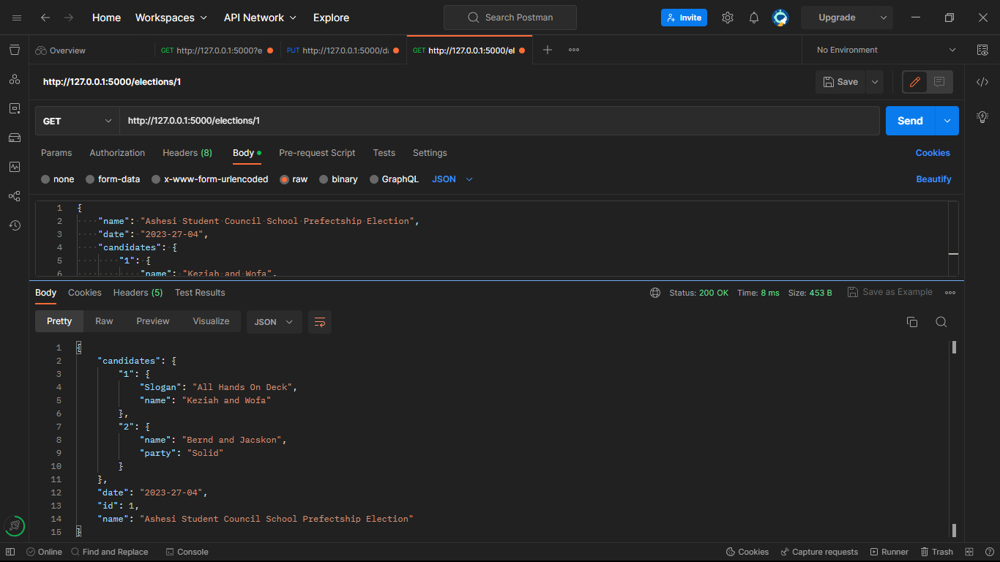 Home Workspaces API Network Explore Search Postman Invite Upgrade
Overview GET http://127.0.0.1:5000?e PUT http://127.0.0.1:5000/da GET http://127.0.0.1:5000/el No Environment
http://127.0.0.1:5000/elections/1 Save
GET http://127.0.0.1:5000/elections/1 Send
Params Authorization Headers (8) Body Pre-request Script Tests Settings Cookies
none form-data x-www-form-urlencoded raw binary GraphQL JSON Beautify
1 {
2 "name": "Ashesi Student Council School Prefectship Election",
3 "date": "2023-27-04",
4 "candidates": {
5 "1": {
6 "name": "Keziah and Wofa",
Body Cookies Headers (5) Test Results Status: 200 OK Time: 8 ms Size: 453 B Save as Example
Pretty Raw Preview Visualize JSON
1 {
2 "candidates": {
3 "1": {
4 "Slogan": "All Hands On Deck",
5 "name": "Keziah and Wofa"
6 },
7 "2": {
8 "name": "Bernd and Jacskon",
9 "party": "Solid"
10 }
11 },
12 "date": "2023-27-04",
13 "id": 1,
14 "name": "Ashesi Student Council School Prefectship Election"
15 }
Online Find and Replace Console Cookies Capture requests Runner Trash